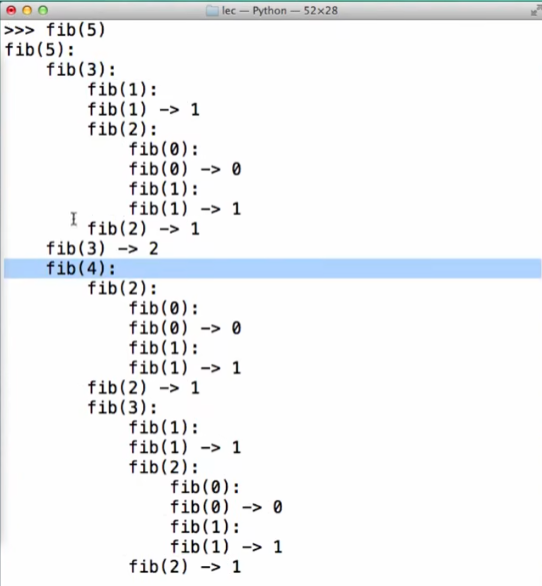 lec — Python — 52×28
>>> fib(5)
fib(5):
    fib(3):
        fib(1):
        fib(1) -> 1
        fib(2):
            fib(0):
            fib(0) -> 0
            fib(1):
            fib(1) -> 1
        fib(2) -> 1
    fib(3) -> 2
    fib(4):
        fib(2):
            fib(0):
            fib(0) -> 0
            fib(1):
            fib(1) -> 1
        fib(2) -> 1
        fib(3):
            fib(1):
            fib(1) -> 1
            fib(2):
                fib(0):
                fib(0) -> 0
                fib(1):
                fib(1) -> 1
            fib(2) -> 1